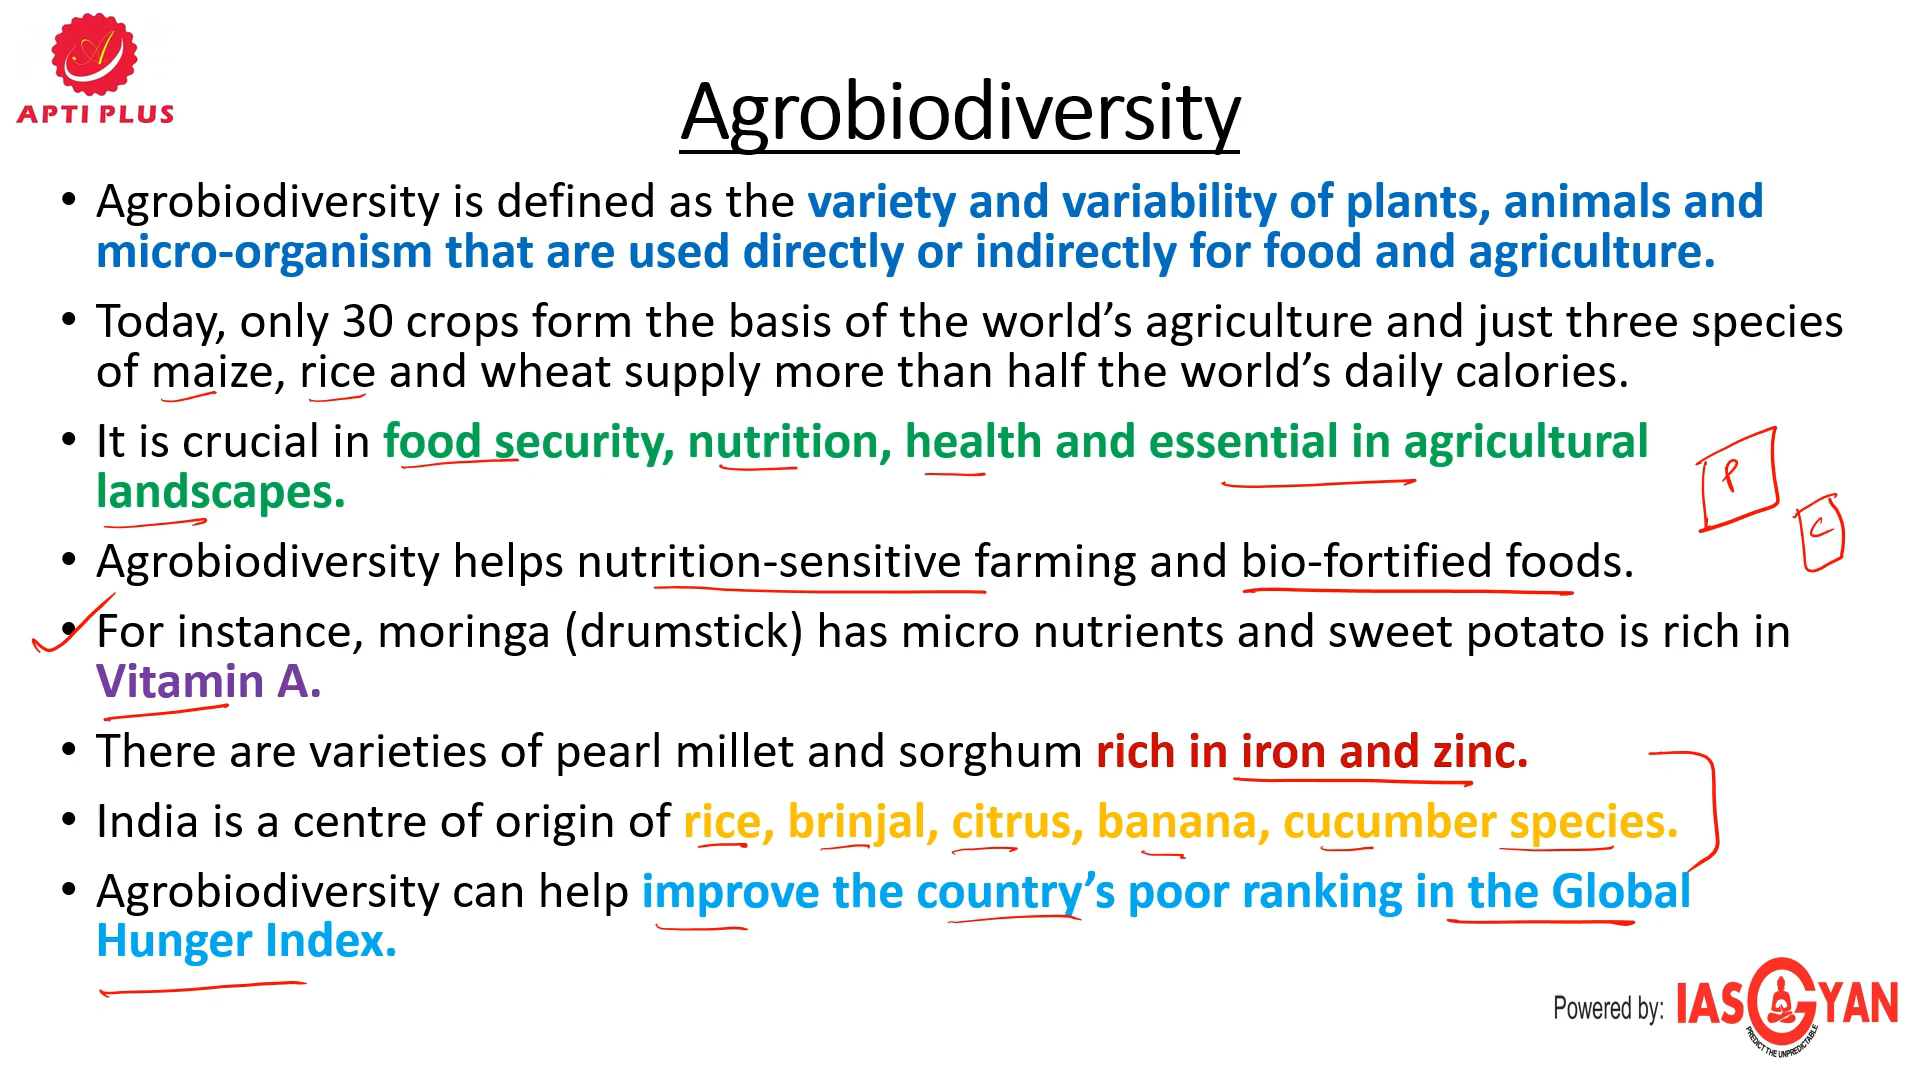 APTI PLUS
Agrobiodiversity
• Agrobiodiversity is defined as the variety and variability of plants, animals and
micro-organism that are used directly or indirectly for food and agriculture.
• Today, only 30 crops form the basis of the world’s agriculture and just three species
of maize, rice and wheat supply more than half the world’s daily calories.
• It is crucial in food security, nutrition, health and essential in agricultural
landscapes.
P
C
• Agrobiodiversity helps nutrition-sensitive farming and bio-fortified foods.
• For instance, moringa (drumstick) has micro nutrients and sweet potato is rich in
Vitamin A.
• There are varieties of pearl millet and sorghum rich in iron and zinc.
• India is a centre of origin of rice, brinjal, citrus, banana, cucumber species.
• Agrobiodiversity can help improve the country’s poor ranking in the Global
Hunger Index.
Powered by: IAS GYAN
PREDICT THE UNPREDICTABLE